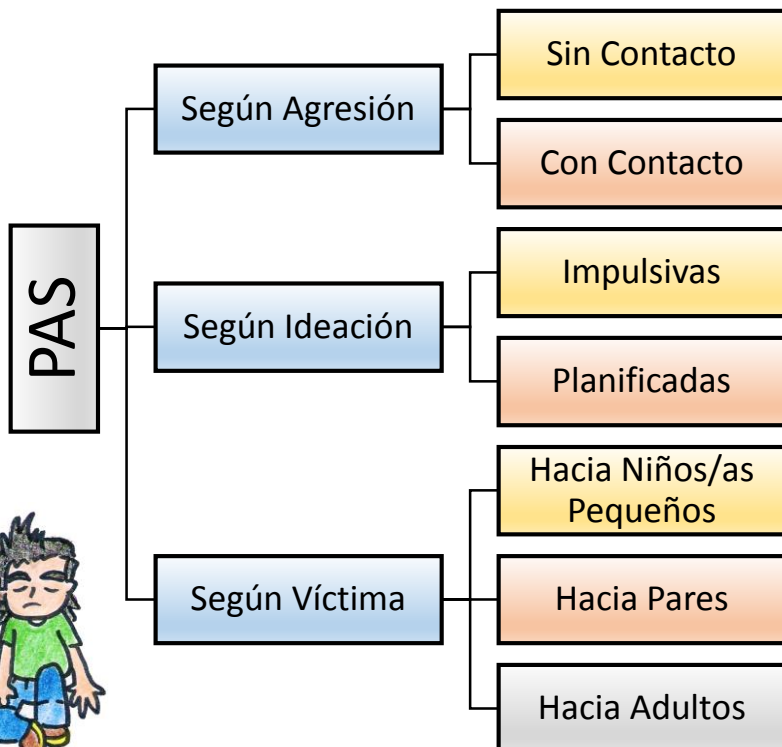 PAS
Según Agresión
Sin Contacto
Con Contacto
Según Ideación
Impulsivas
Planificadas
Según Víctima
Hacia Niños/as
Pequeños
Hacia Pares
Hacia Adultos